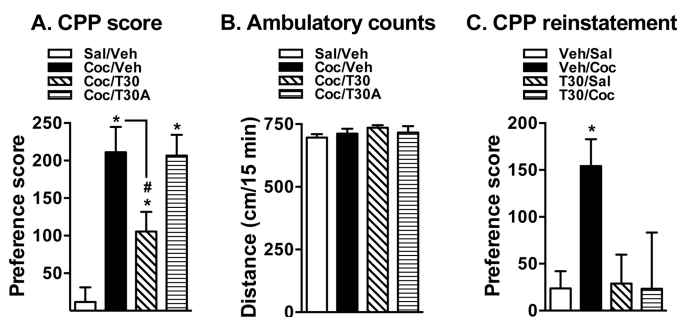 A. CPP score
Sal/Veh
Coc/Veh
Coc/T30
Coc/T30A
Preference score
250
200
150
100
50
*
#
*
*
B. Ambulatory counts
Sal/Veh
Coc/Veh
Coc/T30
Coc/T30A
Distance (cm/15 min)
750
500
250
0
C. CPP reinstatement
Veh/Sal
Veh/Coc
T30/Sal
T30/Coc
Preference score
200
150
100
50
0
*